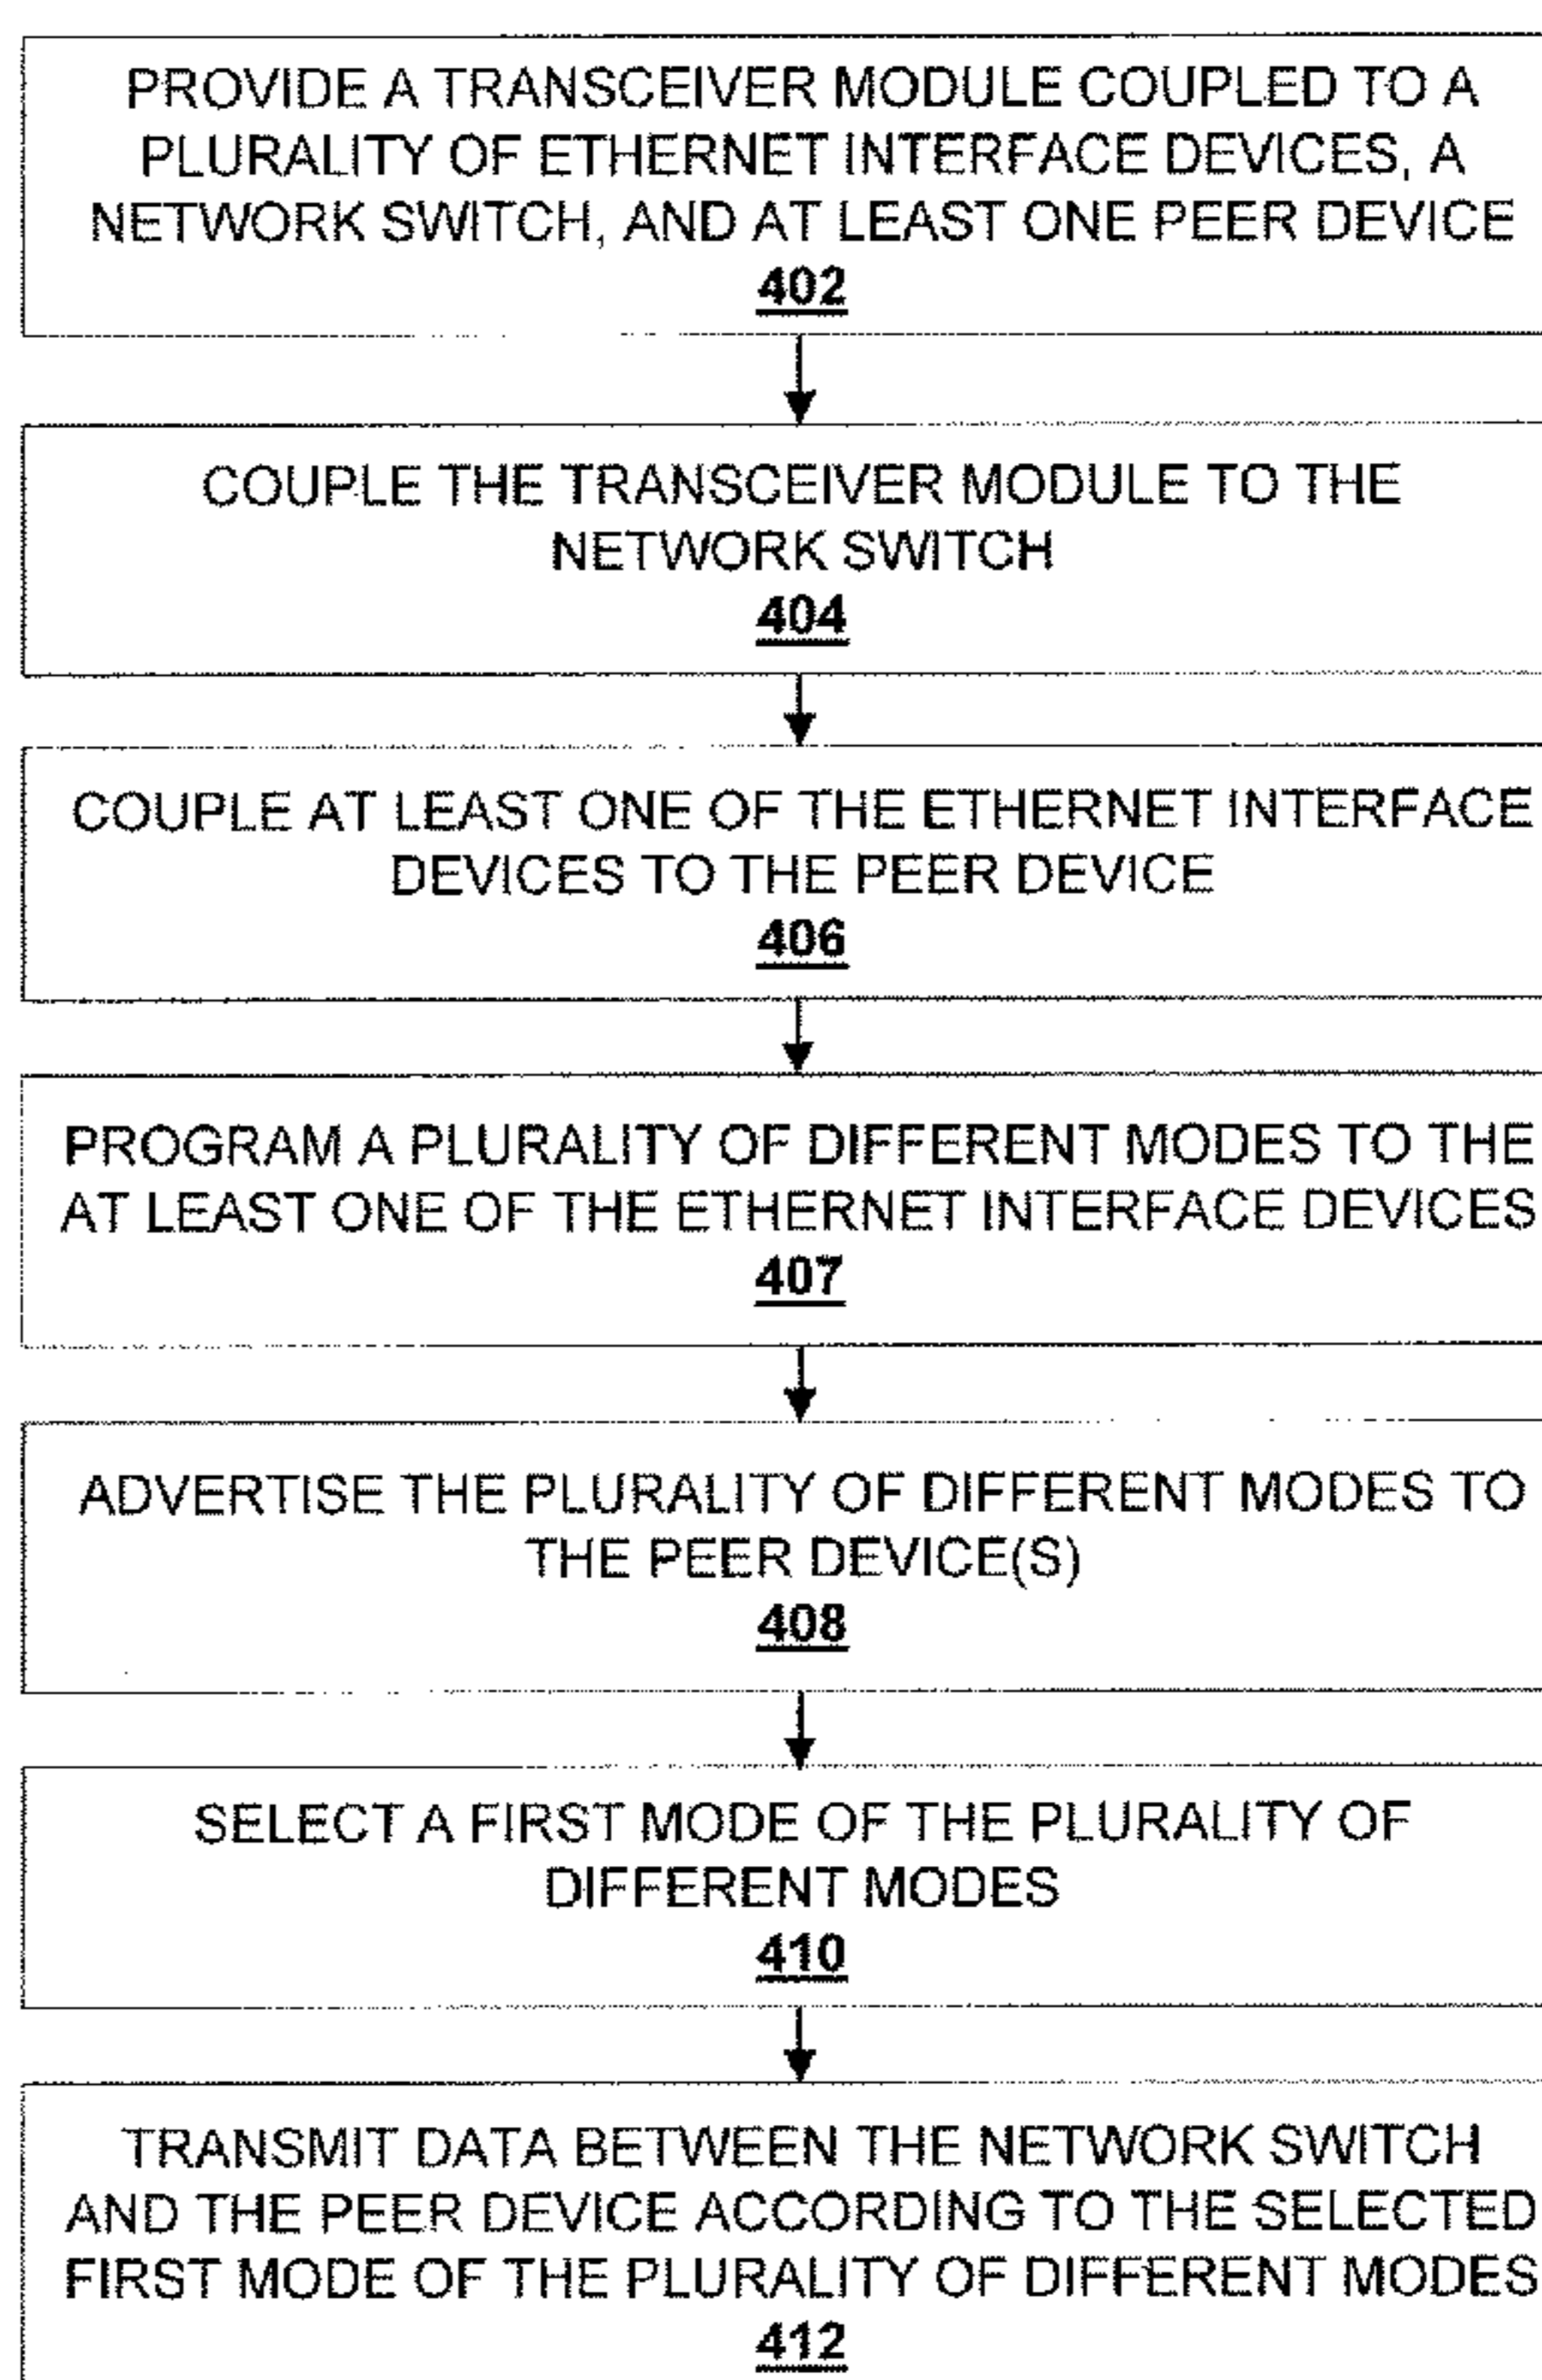 PROVIDE A TRANSCEIVER MODULE COUPLED TO A
PLURALITY OF ETHERNET INTERFACE DEVICES, A
NETWORK SWITCH, AND AT LEAST ONE PEER DEVICE
402
COUPLE THE TRANSCEIVER MODULE TO THE
NETWORK SWITCH
404
COUPLE AT LEAST ONE OF THE ETHERNET INTERFACE
DEVICES TO THE PEER DEVICE
406
PROGRAM A PLURALITY OF DIFFERENT MODES TO THE
AT LEAST ONE OF THE ETHERNET INTERFACE DEVICES
407
ADVERTISE THE PLURALITY OF DIFFERENT MODES TO
THE PEER DEVICE(S)
408
SELECT A FIRST MODE OF THE PLURALITY OF
DIFFERENT MODES
410
TRANSMIT DATA BETWEEN THE NETWORK SWITCH
AND THE PEER DEVICE ACCORDING TO THE SELECTED
FIRST MODE OF THE PLURALITY OF DIFFERENT MODES
412